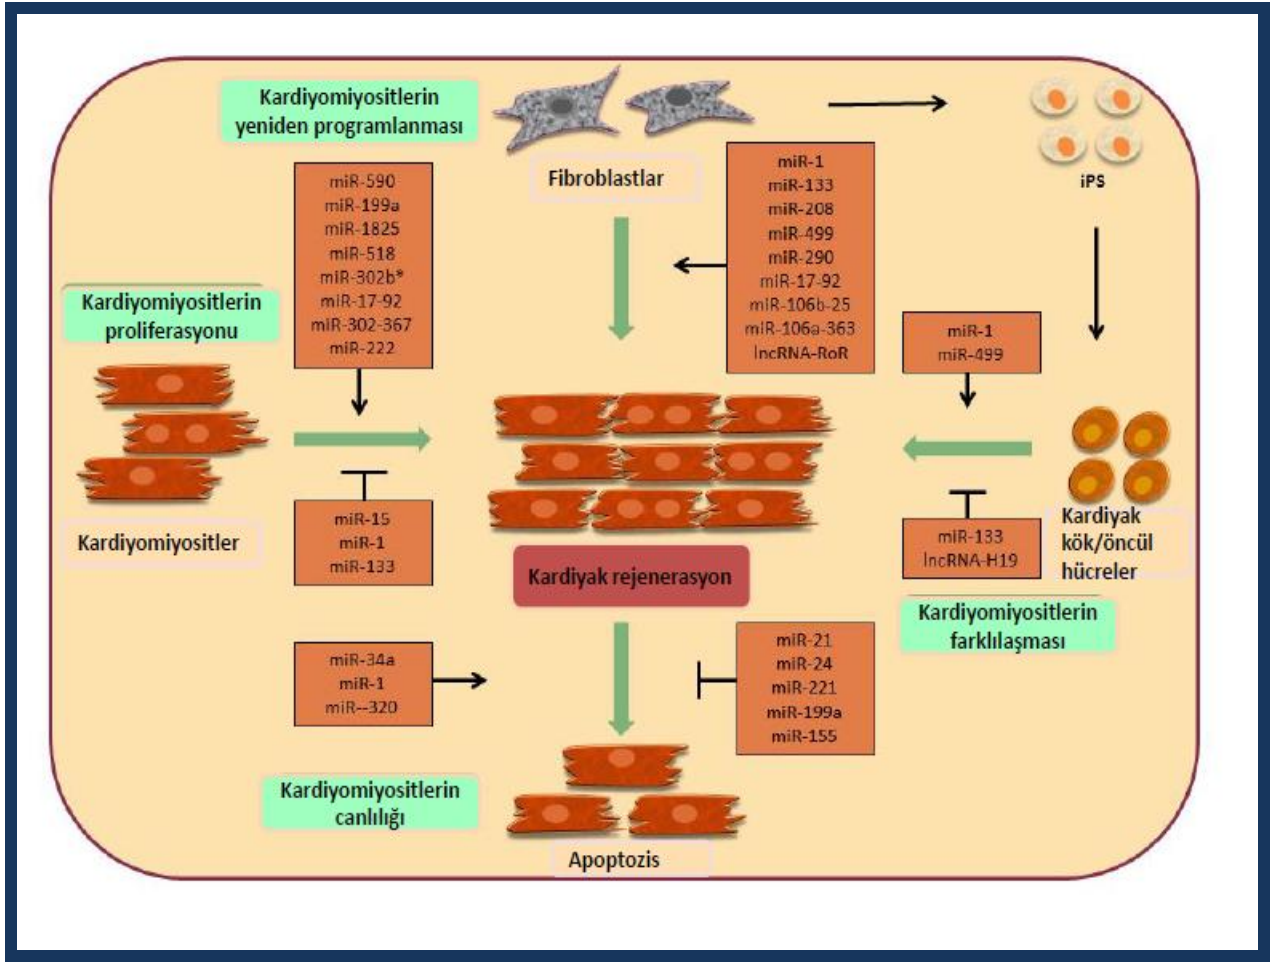 Kardiyomiyositlerin
yeniden programlanması
Fibroblastlar
iPS
miR-590
miR-199a
miR-1825
miR-518
miR-302b*
miR-17-92
miR-302-367
miR-222
miR-1
miR-133
miR-208
miR-499
miR-290
miR-17-92
miR-106b-25
miR-106a-363
lncRNA-RoR
Kardiyomiyositlerin
proliferasyonu
miR-1
miR-499
Kardiyomiyositler
miR-15
miR-1
miR-133
Kardiyak rejenerasyon
miR-133
lncRNA-H19
Kardiyak
kök/öncül
hücreler
Kardiyomiyositlerin
farklılaşması
miR-34a
miR-1
miR--320
miR-21
miR-24
miR-221
miR-199a
miR-155
Kardiyomiyositlerin
canlılığı
Apoptozis